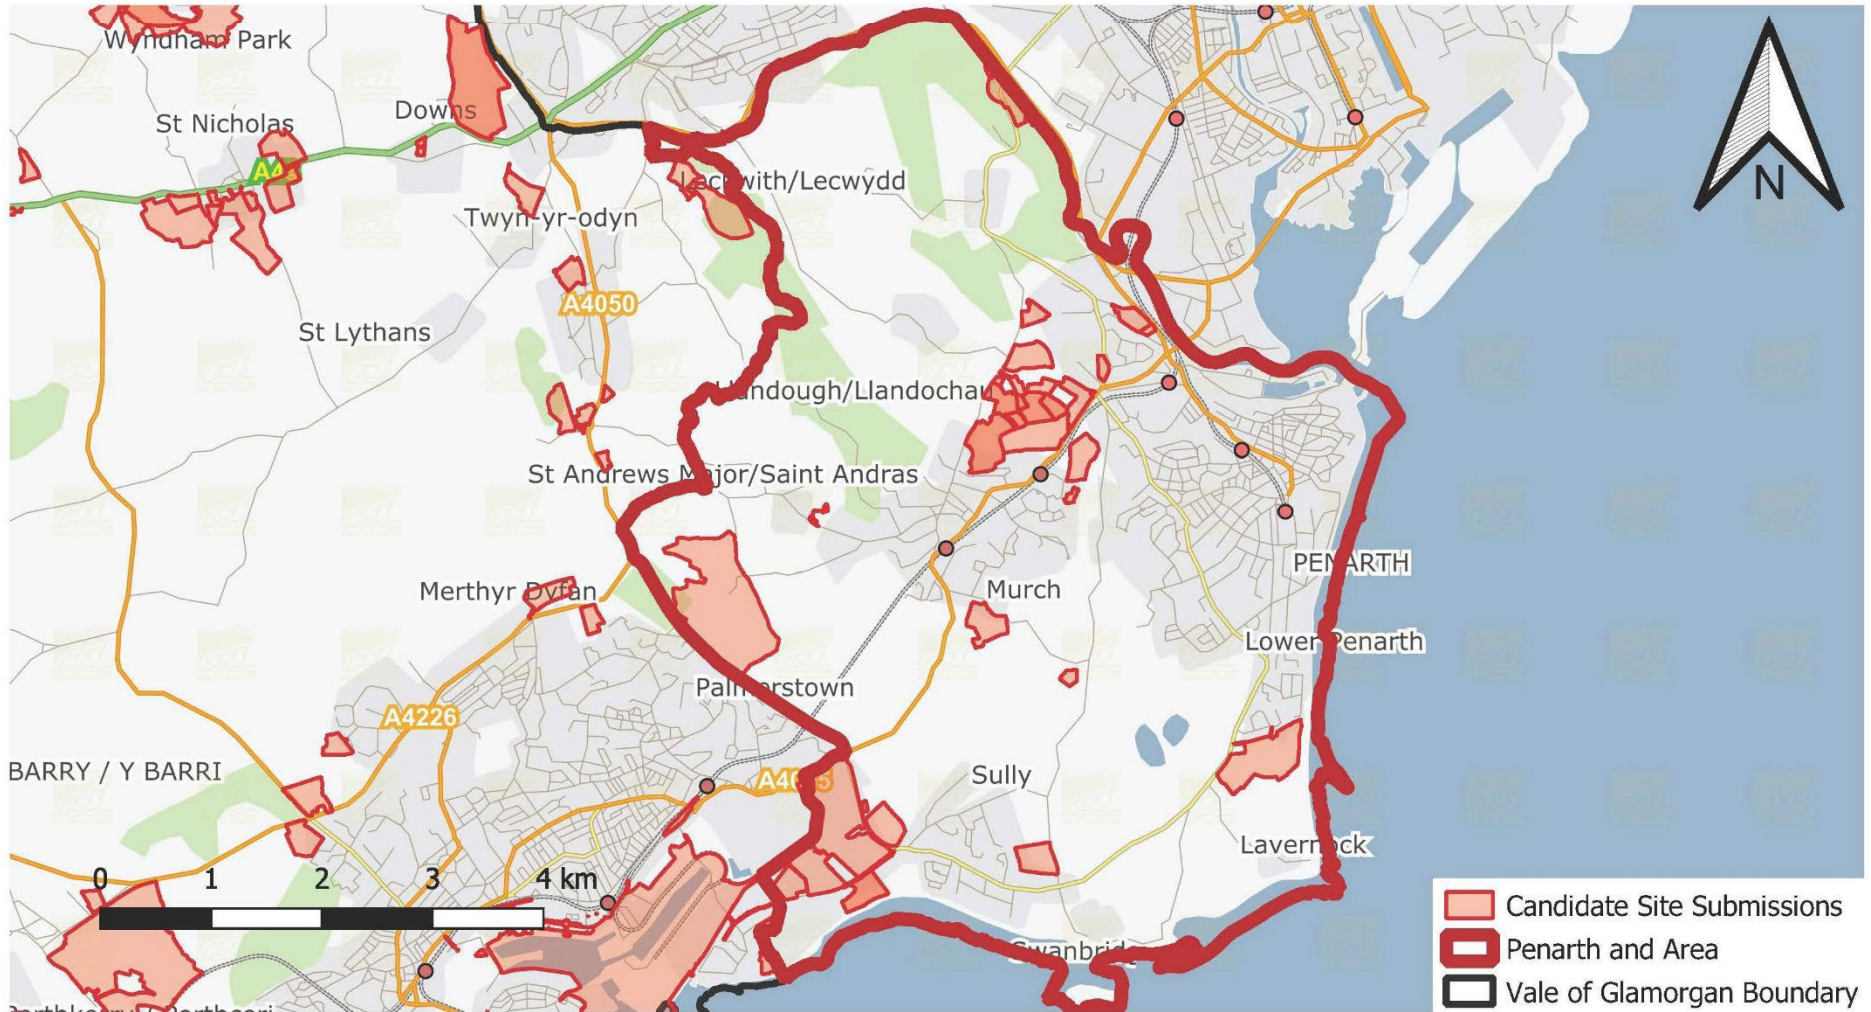 Wyndham Park
Downs
St Nicholas
Leckwith/Lecwydd
Twyn-yr-odyn
N
A4050
St Lythans
St Andrews Major/Saint Andras
PENARTH
Merthyr Dyfan
Murch
Lower Penarth
Palmerstown
A4226
BARRY / Y BARRI
Sully
Lavernock
0 1 2 3 4 km
Swanbridge
Candidate Site Submissions
Penarth and Area
Vale of Glamorgan Boundary